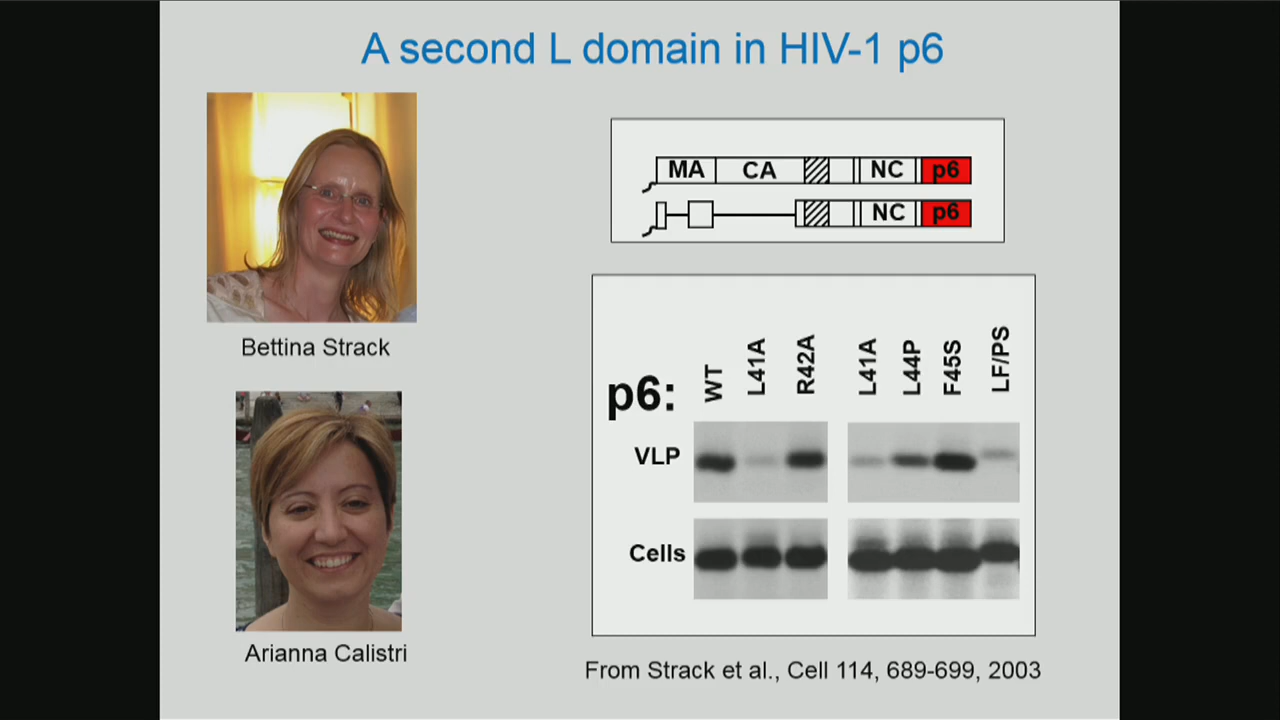 A second L domain in HIV-1 p6
Bettina Strack
Arianna Calistri
MA CA NC p6
NC p6
p6: WT L41A R42A L41A L44P F45S LF/PS
VLP
Cells
From Strack et al., Cell 114, 689-699, 2003